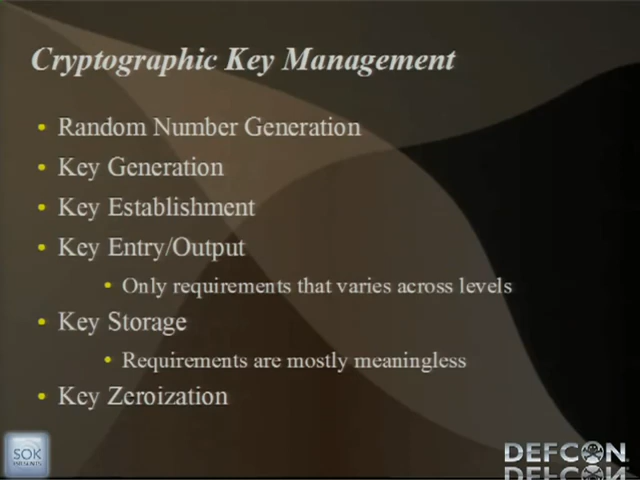 Cryptographic Key Management
• Random Number Generation
• Key Generation
• Key Establishment
• Key Entry/Output
• Only requirements that varies across levels
• Key Storage
• Requirements are mostly meaningless
• Key Zeroization
SOK
PRESENTS
DEFCON